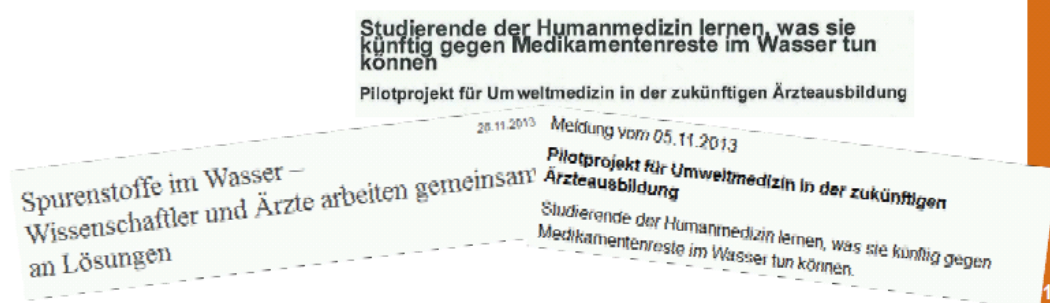 Studierende der Humanmedizin lernen, was sie
künftig gegen Medikamentenreste im Wasser tun
können
Pilotprojekt für Umweltmedizin in der zukünftigen Ärzteausbildung
28.11.2013
Spurenstoffe im Wasser –
Wissenschaftler und Ärzte arbeiten gemeinsam
an Lösungen
Meldung vom 05.11.2013
Pilotprojekt für Umweltmedizin in der zukünftigen
Ärzteausbildung
Studierende der Humanmedizin lernen, was sie künftig gegen
Medikamentenreste im Wasser tun können.
1